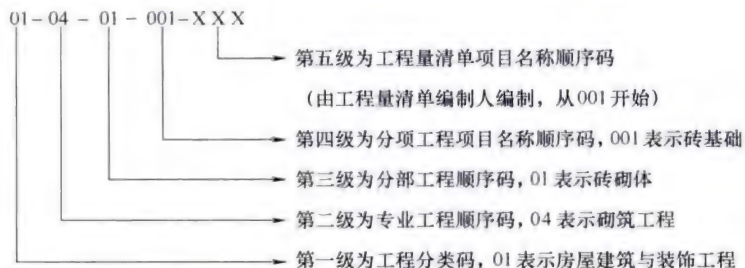 01-04-01-001-XXX
第五级为工程量清单项目名称顺序码
(由工程量清单编制人编制，从001开始)
第四级为分项工程项目名称顺序码，001表示砖基础
第三级为分部工程顺序码，01表示砖砌体
第二级为专业工程顺序码，04表示砌筑工程
第一级为工程分类码，01表示房屋建筑与装饰工程